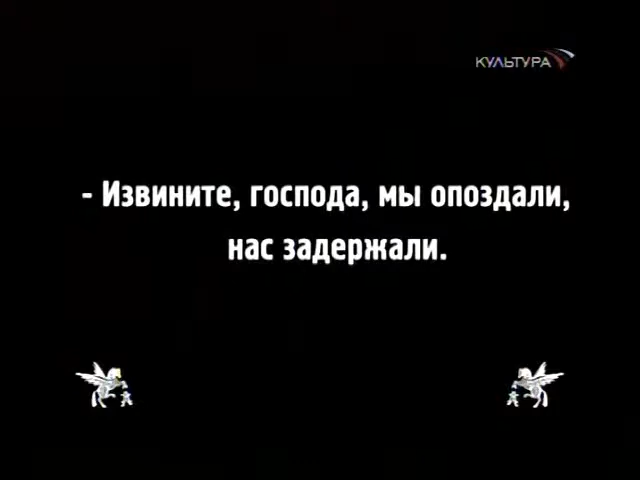 КУЛЬТУРА
- Извините, господа, мы опоздали,
нас задержали.